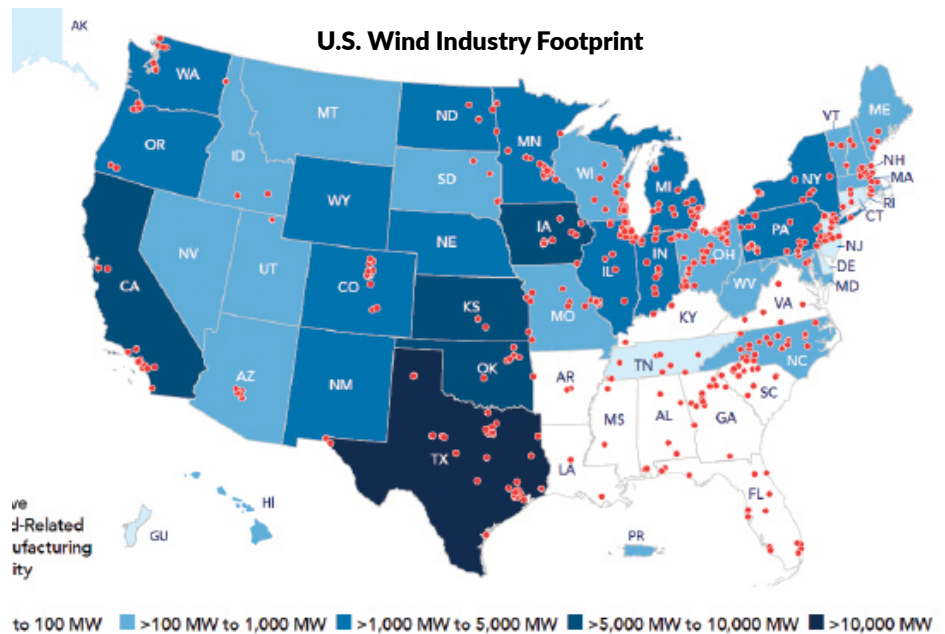 AK
U.S. Wind Industry Footprint
WA
MT
ND
MN
VT
ME
OR
ID
SD
WI
MI
NY
NH
MA
RI
CT
WY
IA
NE
PA
NJ
NV
UT
CO
IL
IN
OH
DE
MD
WV
CA
KS
MO
KY
VA
AZ
NM
OK
AR
TN
NC
SC
MS
AL
GA
TX
LA
FL
HI
GU
PR
ve
d-Related
ufacturing
ity
to 100 MW >100 MW to 1,000 MW >1,000 MW to 5,000 MW >5,000 MW to 10,000 MW >10,000 MW